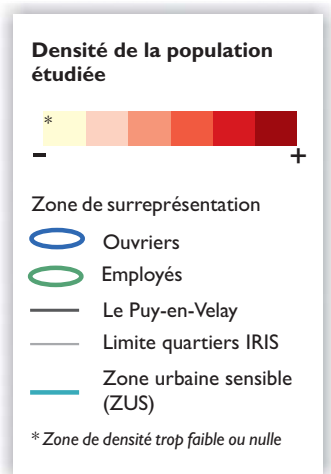 Densité de la population
étudiée
*
- +
Zone de surreprésentation
Ouvriers
Employés
Le Puy-en-Velay
Limite quartiers IRIS
Zone urbaine sensible
(ZUS)
* Zone de densité trop faible ou nulle